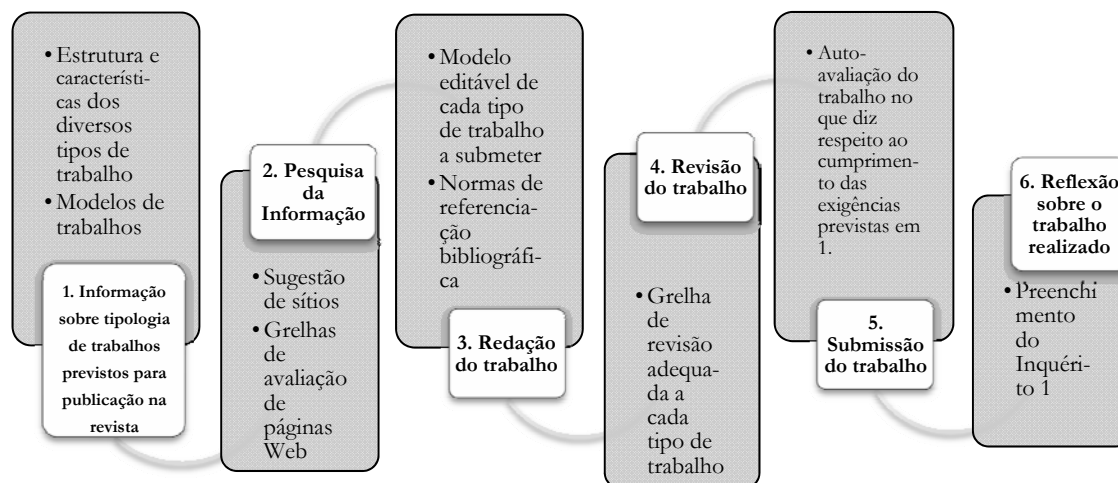 • Estrutura e
característi-
cas dos
diversos
tipos de
trabalho
• Modelos de
trabalhos
1. Informação
sobre tipologia
de trabalhos
previstos para
publicação na
revista
2. Pesquisa
da
Informação
• Sugestão
de sítios
• Grelhas
de
avaliação
de
páginas
Web
• Modelo
editável de
cada tipo
de trabalho
a submeter
• Normas de
referencia-
ção
bibliográfi-
ca
3. Redação
do trabalho
4. Revisão
do trabalho
• Grelha
de
revisão
adequa-
da a
cada
tipo de
trabalho
• Auto-
avaliação do
trabalho no
que diz
respeito ao
cumprimen-
to das
exigências
previstas em
1.
5.
Submissão
do trabalho
6. Reflexão
sobre o
trabalho
realizado
• Preenchi
mento
do
Inquéri-
to 1